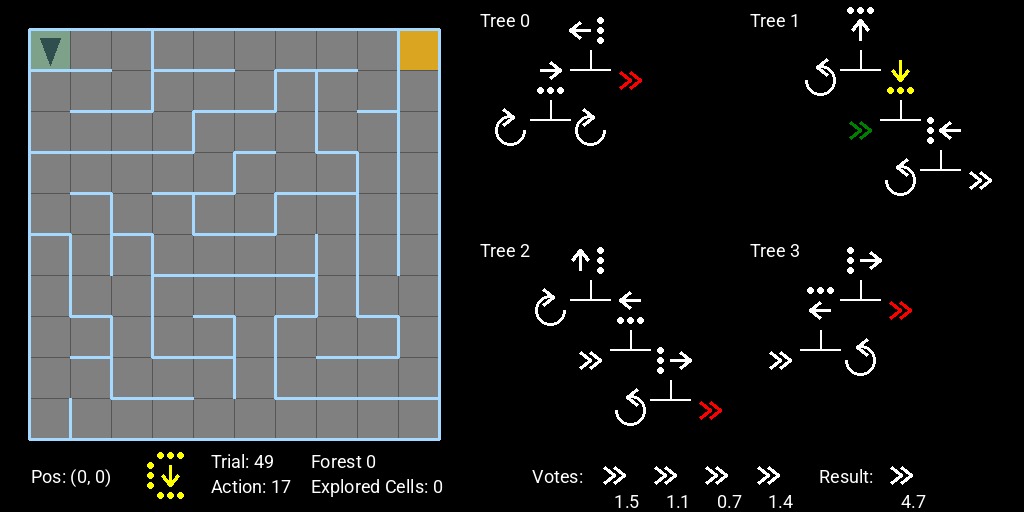 Tree 0
Tree 1
Tree 2
Tree 3
Pos: (0, 0)
Trial: 49
Forest 0
Action: 17
Explored Cells: 0
Votes:
1.5
1.1
0.7
1.4
Result:
4.7